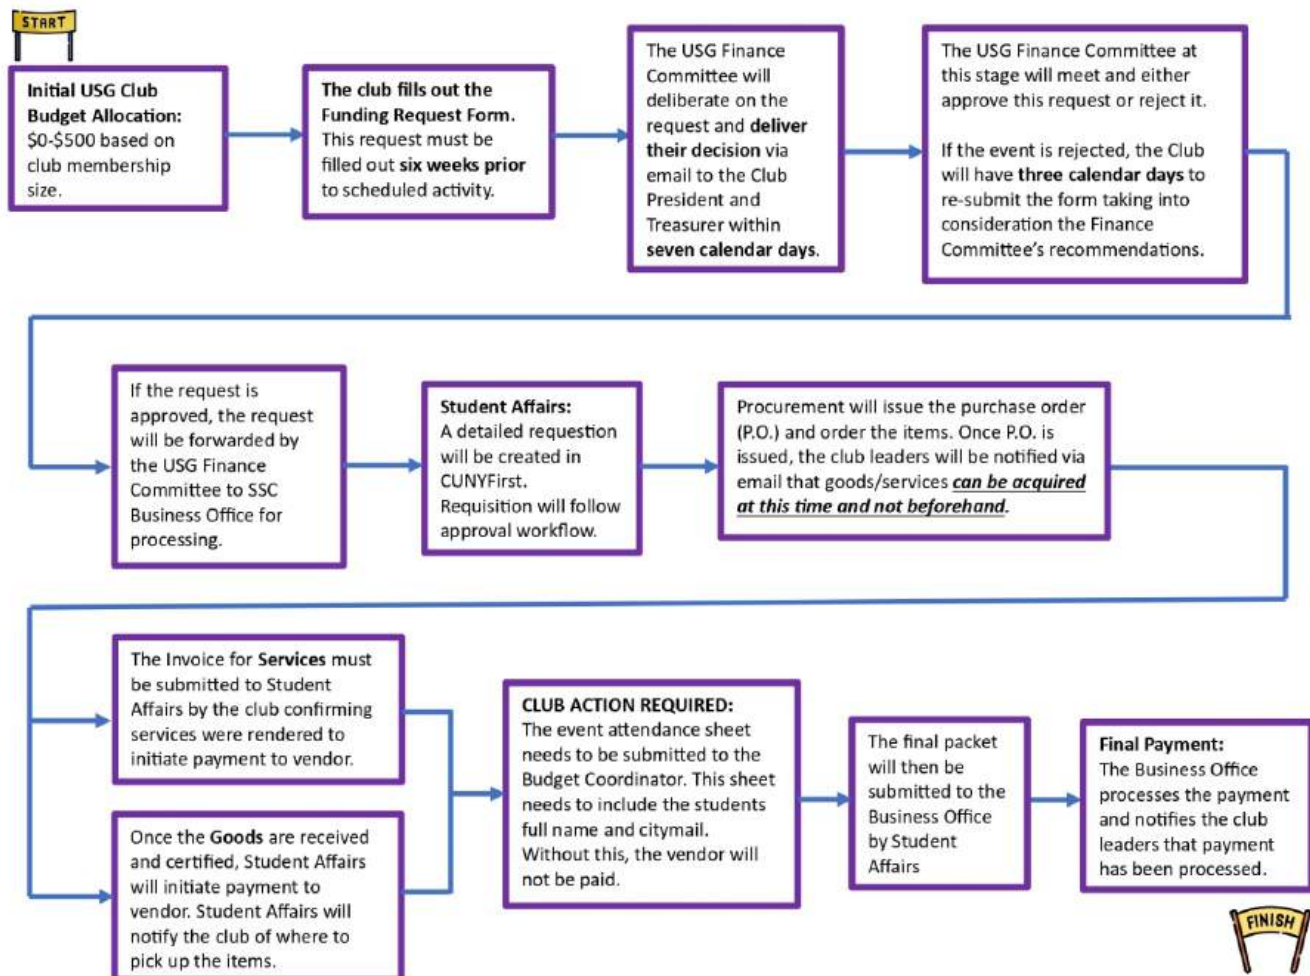 START
Initial USG Club
Budget Allocation:
$0-$500 based on
club membership
size.
The club fills out the
Funding Request Form.
This request must be
filled out six weeks prior
to scheduled activity.
The USG Finance
Committee will
deliberate on the
request and deliver
their decision via
email to the Club
President and
Treasurer within
seven calendar days.
The USG Finance Committee at
this stage will meet and either
approve this request or reject it.
If the event is rejected, the Club
will have three calendar days to
re-submit the form taking into
consideration the Finance
Committee's recommendations.
If the request is
approved, the request
will be forwarded by
the USG Finance
Committee to SSC
Business Office for
processing.
Student Affairs:
A detailed requestion
will be created in
CUNYFirst.
Requisition will follow
approval workflow.
Procurement will issue the purchase order
(P.O.) and order the items. Once P.O. is
issued, the club leaders will be notified via
email that goods/services can be acquired
at this time and not beforehand.
The Invoice for Services must
be submitted to Student
Affairs by the club confirming
services were rendered to
initiate payment to vendor.
Once the Goods are received
and certified, Student Affairs
will initiate payment to
vendor. Student Affairs will
notify the club of where to
pick up the items.
CLUB ACTION REQUIRED:
The event attendance sheet
needs to be submitted to the
Budget Coordinator. This sheet
needs to include the students
full name and citymail.
Without this, the vendor will
not be paid.
The final packet
will then be
submitted to the
Business Office
by Student
Affairs
Final Payment:
The Business Office
processes the payment
and notifies the club
leaders that payment
has been processed.
FINISH